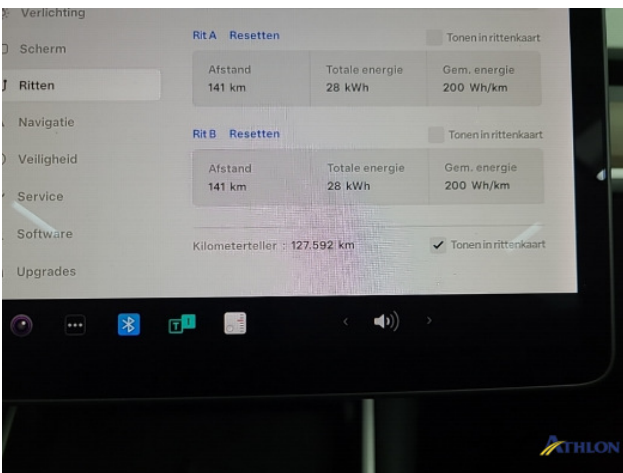 Verlichting
Scherm
Ritten
Navigatie
Veiligheid
Service
Software
Upgrades
Rit A Resetten
Tonen in rittenkaart
Afstand Totale energie Gem. energie
141 km 28 kWh 200 Wh/km
Rit B Resetten
Tonen in rittenkaart
Afstand Totale energie Gem. energie
141 km 28 kWh 200 Wh/km
Kilometerteller : 127.592 km
Tonen in rittenkaart
T
ATHLON